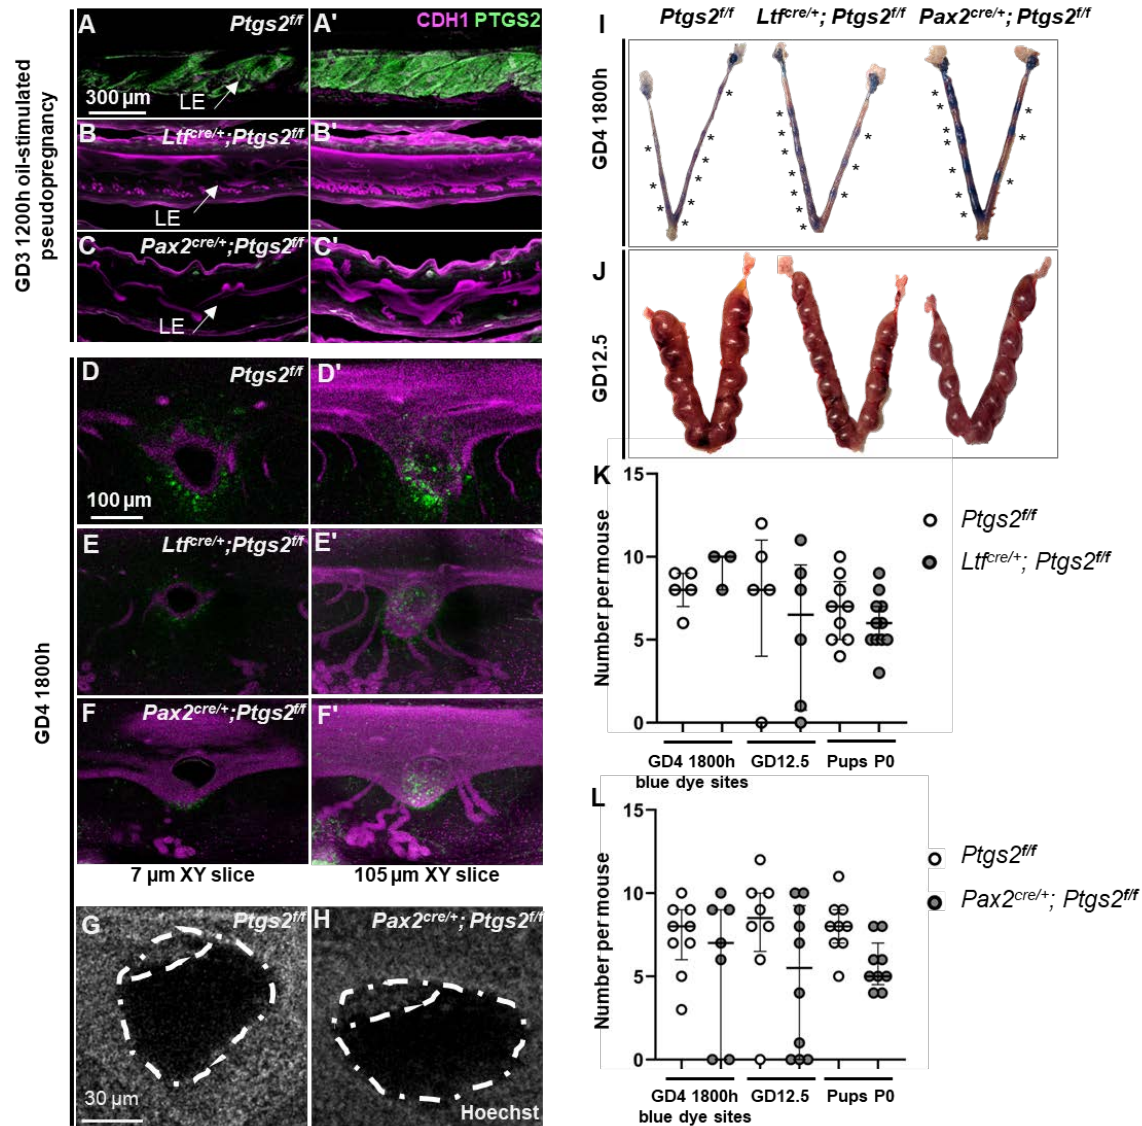 A
Ptgs2f/f
A'
CDH1 PTGS2
LE
300 µm
B
Ltfcre/+;Ptgs2f/f
B'
LE
C
Pax2cre/+;Ptgs2f/f
C'
LE
GD3 1200h oil-stimulated
pseudopregnancy
D
Ptgs2f/f
D'
100 µm
E
Ltfcre/+;Ptgs2f/f
E'
F
Pax2cre/+;Ptgs2f/f
F'
GD4 1800h
7 µm XY slice
105 µm XY slice
G
Ptgs2f/f
30 µm
H
Pax2cre/+; Ptgs2f/f
Hoechst
Ptgs2f/f
Ltfcre/+; Ptgs2f/f
Pax2cre/+; Ptgs2f/f
I
GD4 1800h
* * * * * * * * * * * * * * * * * * * * * * * * *
J
GD12.5
K
15
10
5
0
Number per mouse
GD4 1800h
blue dye sites
GD12.5
Pups P0
Ptgs2f/f
Ltfcre/+; Ptgs2f/f
L
15
10
5
0
Number per mouse
GD4 1800h
blue dye sites
GD12.5
Pups P0
Ptgs2f/f
Pax2cre/+; Ptgs2f/f